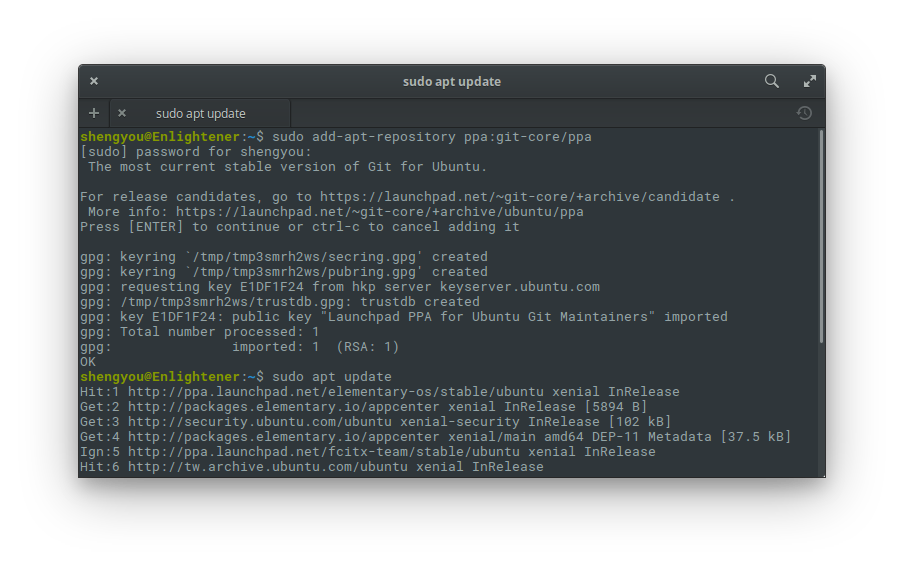 sudo apt update
sudo apt update
shengyou@Enlightener:~$ sudo add-apt-repository ppa:git-core/ppa
[sudo] password for shengyou:
 The most current stable version of Git for Ubuntu.

For release candidates, go to https://launchpad.net/~git-core/+archive/candidate .
 More info: https://launchpad.net/~git-core/+archive/ubuntu/ppa
Press [ENTER] to continue or ctrl-c to cancel adding it

gpg: keyring `/tmp/tmp3smrh2ws/secring.gpg' created
gpg: keyring `/tmp/tmp3smrh2ws/pubring.gpg' created
gpg: requesting key E1DF1F24 from hkp server keyserver.ubuntu.com
gpg: /tmp/tmp3smrh2ws/trustdb.gpg: trustdb created
gpg: key E1DF1F24: public key "Launchpad PPA for Ubuntu Git Maintainers" imported
gpg: Total number processed: 1
gpg:               imported: 1  (RSA: 1)
OK
shengyou@Enlightener:~$ sudo apt update
Hit:1 http://ppa.launchpad.net/elementary-os/stable/ubuntu xenial InRelease
Get:2 http://packages.elementary.io/appcenter xenial InRelease [5894 B]
Get:3 http://security.ubuntu.com/ubuntu xenial-security InRelease [102 kB]
Get:4 http://packages.elementary.io/appcenter xenial/main amd64 DEP-11 Metadata [37.5 kB]
Ign:5 http://ppa.launchpad.net/fcitx-team/stable/ubuntu xenial InRelease
Hit:6 http://tw.archive.ubuntu.com/ubuntu xenial InRelease